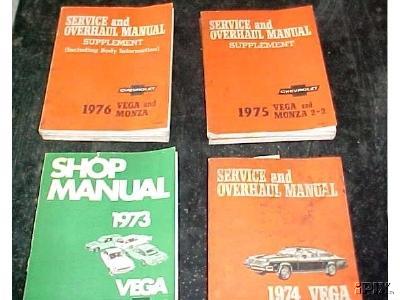 SERVICE and
OVERHAUL MANUAL
SUPPLEMENT
(Including Body Information)
CHEVROLET
1976 VEGA and
MONZA
SERVICE and
OVERHAUL MANUAL
SUPPLEMENT
CHEVROLET
1975 VEGA and
MONZA 2+2
SHOP
MANUAL
1973
VEGA
SERVICE and
OVERHAUL MANUAL
1974 VEGA